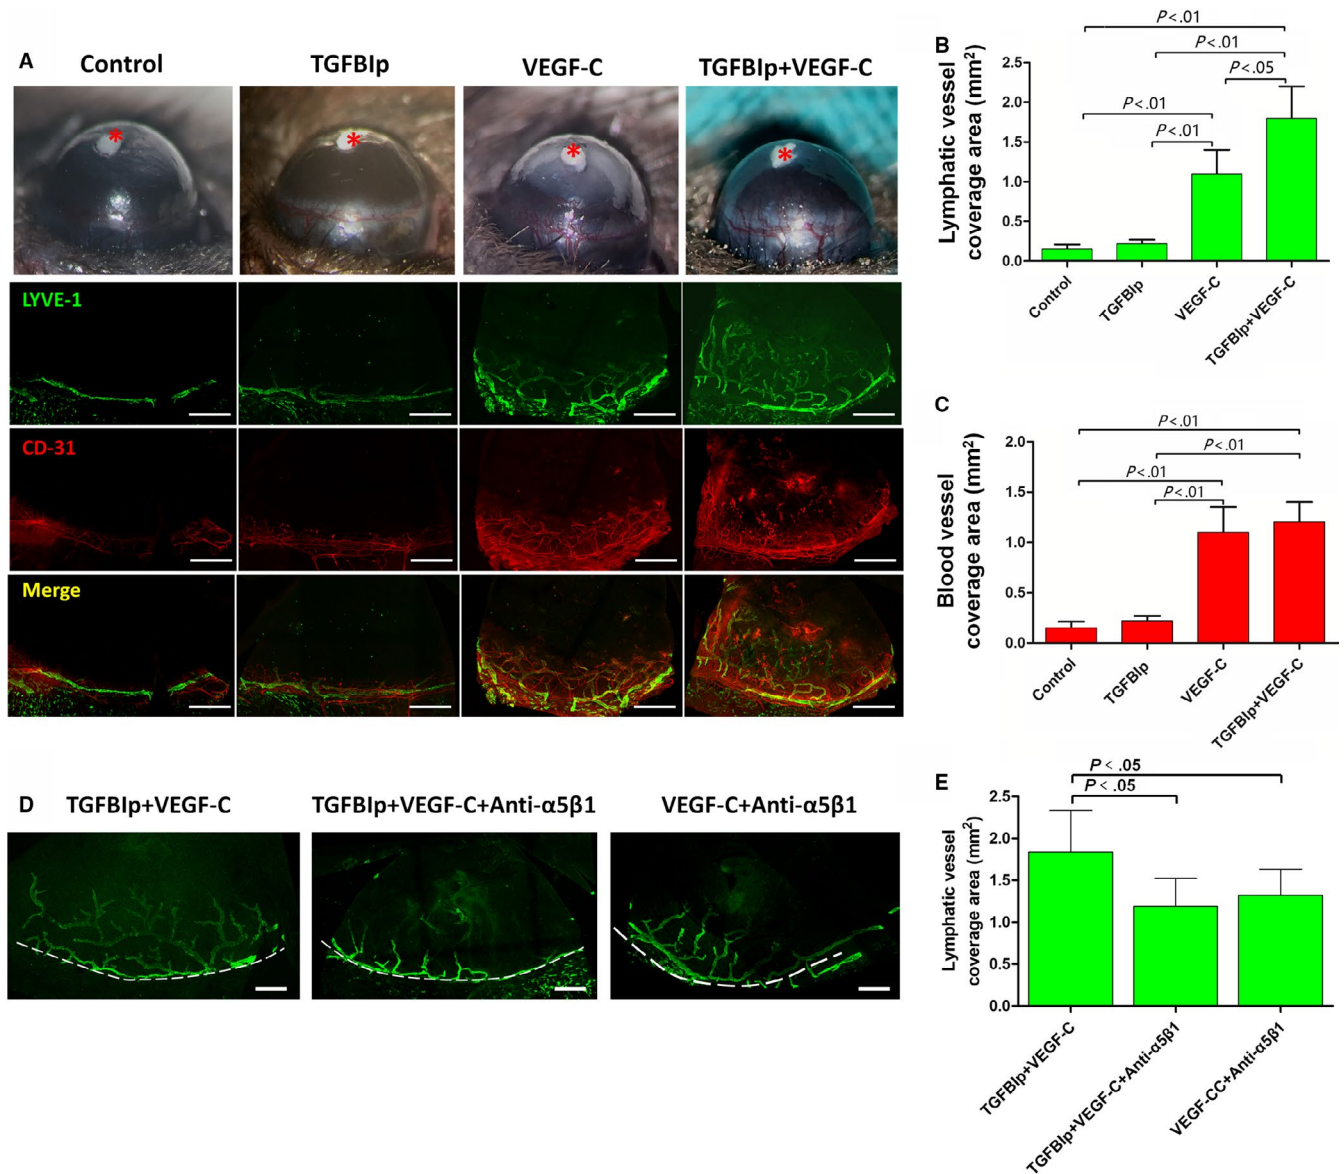 A
Control
TGFBIp
VEGF-C
TGFBIp+VEGF-C
*
*
*
*
LYVE-1
CD-31
Merge
B
P<.01
P<.01
P<.05
P<.01
P<.01
Lymphatic vessel
coverage area (mm²)
2.5
2.0
1.5
1.0
0.5
0.0
Control
TGFBIp
VEGF-C
TGFBIp+VEGF-C
C
P<.01
P<.01
P<.01
P<.01
Blood vessel
coverage area (mm²)
2.0
1.5
1.0
0.5
0.0
Control
TGFBIp
VEGF-C
TGFBIp+VEGF-C
D
TGFBIp+VEGF-C
TGFBIp+VEGF-C+Anti-α5β1
VEGF-C+Anti-α5β1
E
P < .05
P < .05
Lymphatic vessel
coverage area (mm²)
2.5
2.0
1.5
1.0
0.5
0.0
TGFBIp+VEGF-C
TGFBIp+VEGF-C+Anti-α5β1
VEGF-CC+Anti-α5β1